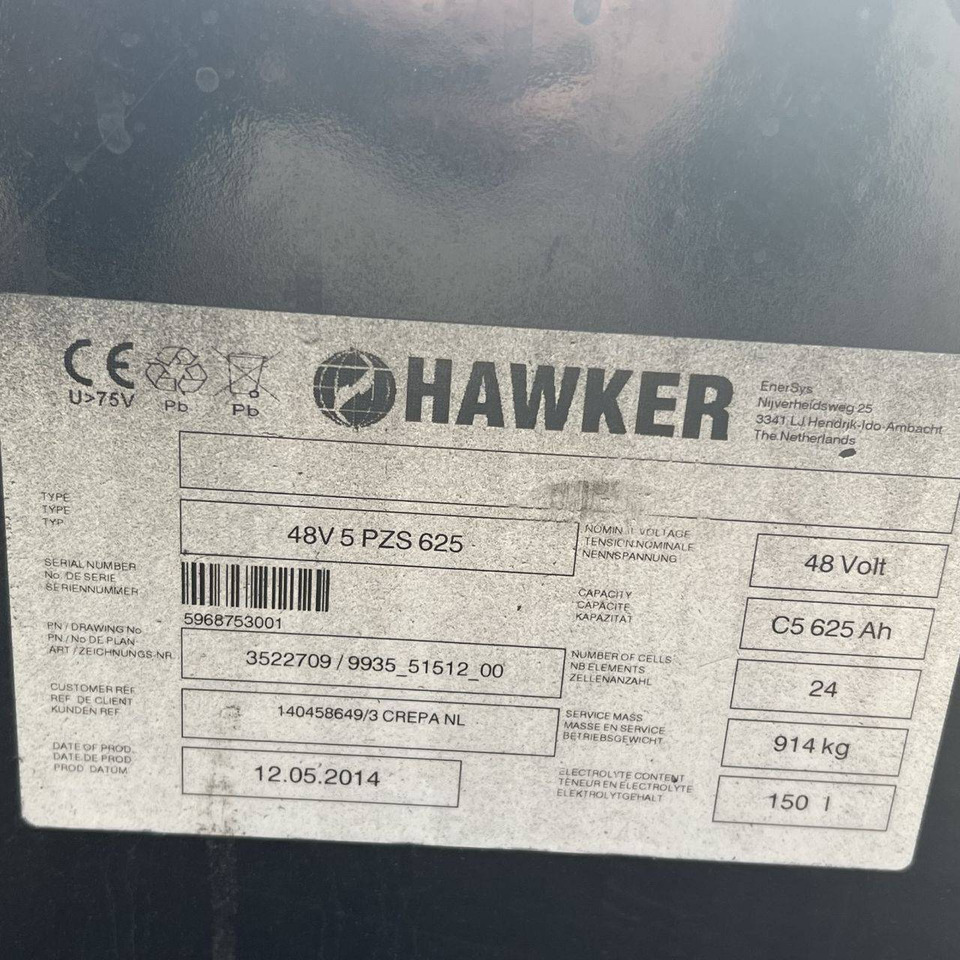 CE
U>75V
Pb
Pb
HAWKER
EnerSys
Nijverheidsweg 25
3341 LJ Hendrik-Ido-Ambacht
The Netherlands
TYPE
TYPE
TYP
48V 5 PZS 625
NOMINAL VOLTAGE
TENSION NOMINALE
NENNSPANNUNG
48 Volt
SERIAL NUMBER
No. DE SERIE
SERIENNUMMER
5968753001
CAPACITY
CAPACITE
KAPAZITAT
C5 625 Ah
PN / DRAWING No
PN / No DE PLAN
ART / ZEICHNUNGS-NR.
3522709 / 9935_51512_00
NUMBER OF CELLS
NB ELEMENTS
ZELLENANZAHL
24
CUSTOMER REF.
REF. DE CLIENT
KUNDEN REF.
140458649/3 CREPA NL
SERVICE MASS
MASSE EN SERVICE
BETRIEBSGEWICHT
914 kg
DATE OF PROD.
DATE DE PROD
PROD DATUM
12.05.2014
ELECTROLYTE CONTENT
TENEUR EN ELECTROLYTE
ELEKTROLYTGEHALT
150 l